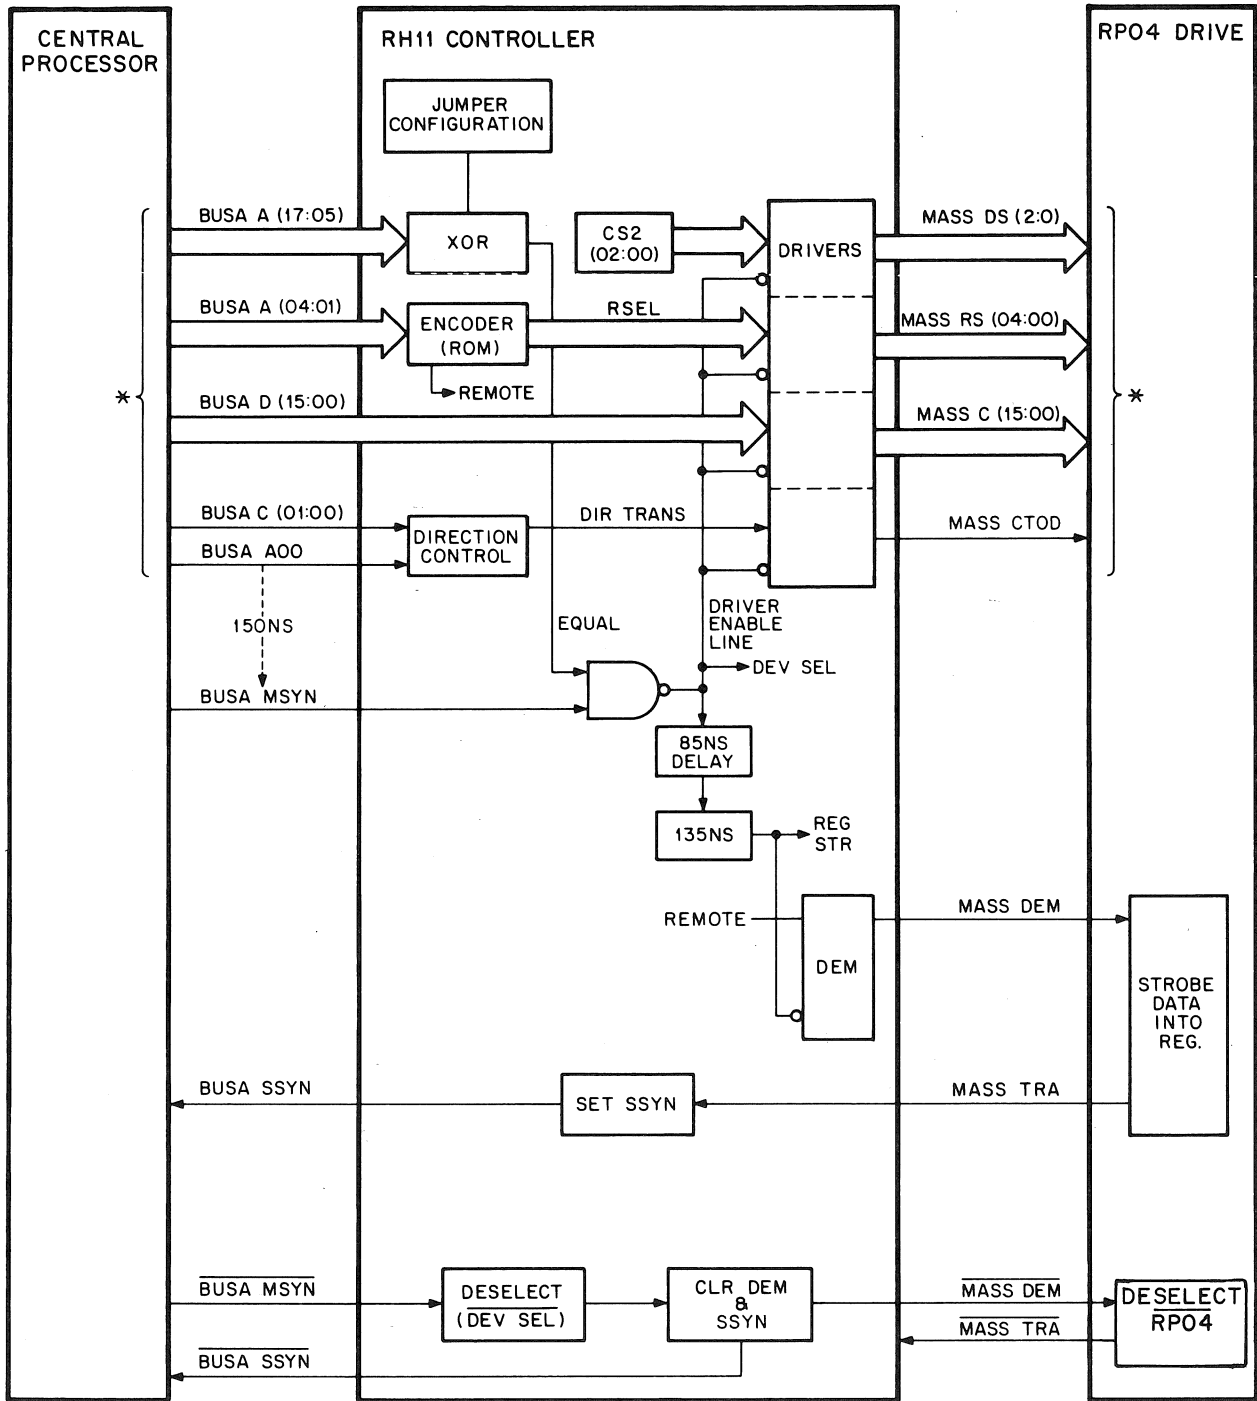 CENTRAL
PROCESSOR
RH11 CONTROLLER
RP04 DRIVE
JUMPER
CONFIGURATION
BUSA A (17:05)
XOR
CS2
(02:00)
DRIVERS
MASS DS (2:0)
BUSA A (04:01)
ENCODER
(ROM)
RSEL
MASS RS (04:00)
REMOTE
*
*
BUSA D (15:00)
MASS C (15:00)
BUSA C (01:00)
DIRECTION
CONTROL
DIR TRANS
MASS CTOD
BUSA A00
150NS
EQUAL
DRIVER
ENABLE
LINE
DEV SEL
BUSA MSYN
85NS
DELAY
135NS
REG
STR
REMOTE
DEM
MASS DEM
STROBE
DATA
INTO
REG.
BUSA SSYN
SET SSYN
MASS TRA
BUSA MSYN
DESELECT
(DEV SEL)
CLR DEM
&
SSYN
MASS DEM
DESELECT
RP04
MASS TRA
BUSA SSYN